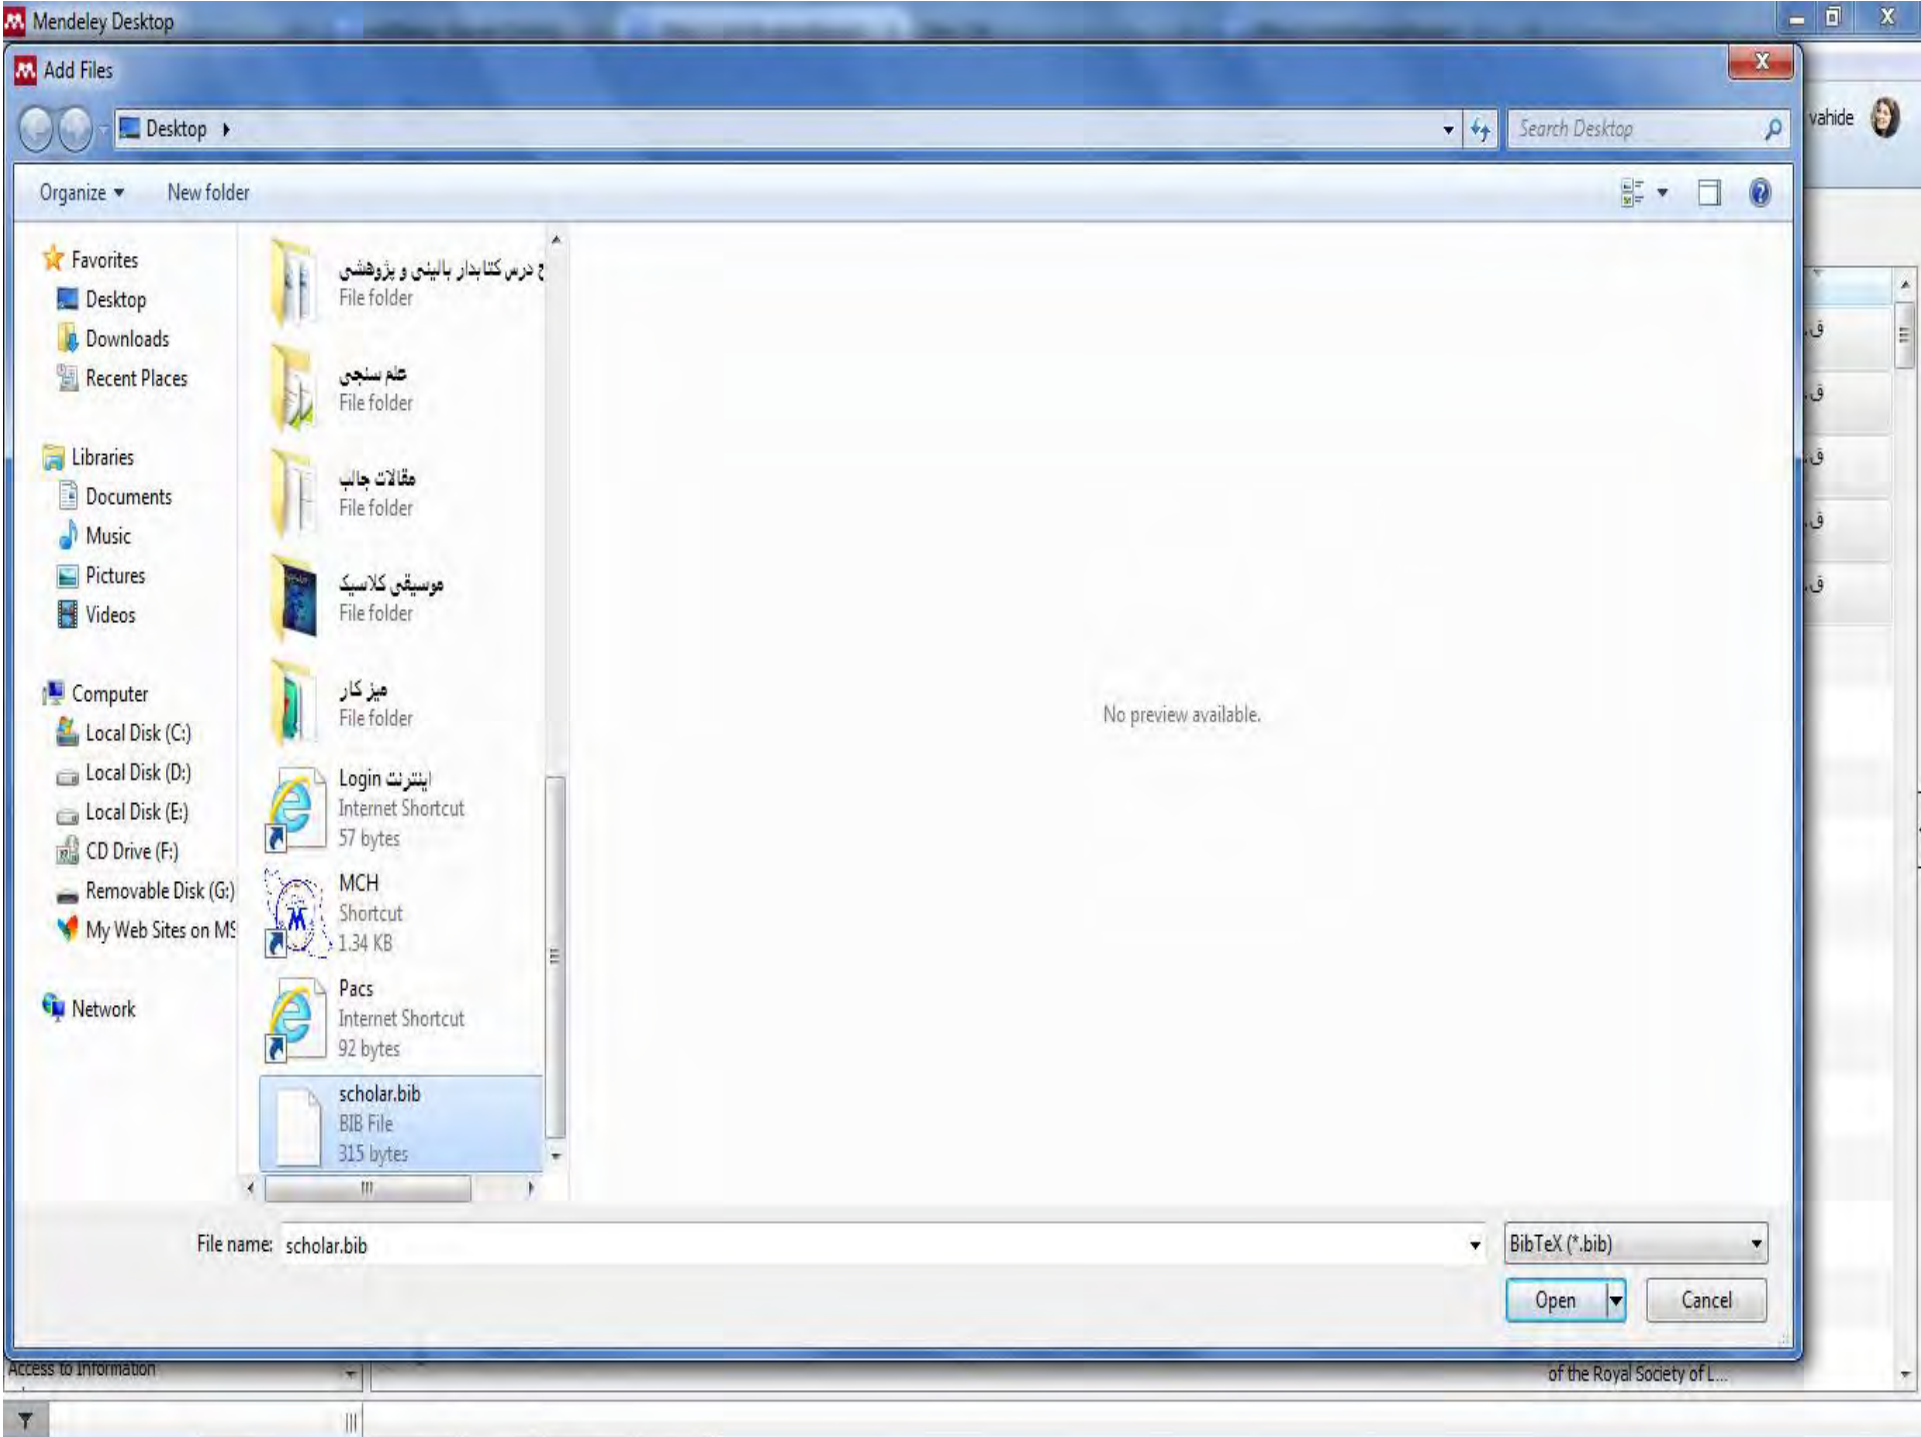 Mendeley Desktop
Add Files
Desktop
Search Desktop
vahide
Organize
New folder
Favorites
Desktop
Downloads
Recent Places
Libraries
Documents
Music
Pictures
Videos
Computer
Local Disk (C:)
Local Disk (D:)
Local Disk (E:)
CD Drive (F:)
Removable Disk (G:)
My Web Sites on MS
Network
ح درس کتابدار بالینی و پژوهشی
File folder
علم سنجی
File folder
مقالات جالب
File folder
موسیقی کلاسیک
File folder
میز کار
File folder
اینترنت Login
Internet Shortcut
57 bytes
MCH
Shortcut
1.34 KB
Pacs
Internet Shortcut
92 bytes
scholar.bib
BIB File
315 bytes
No preview available.
ق.
ق.
ق.
ق.
ق.
File name: scholar.bib
BibTeX (*.bib)
Open
Cancel
Access to Information
of the Royal Society of L...